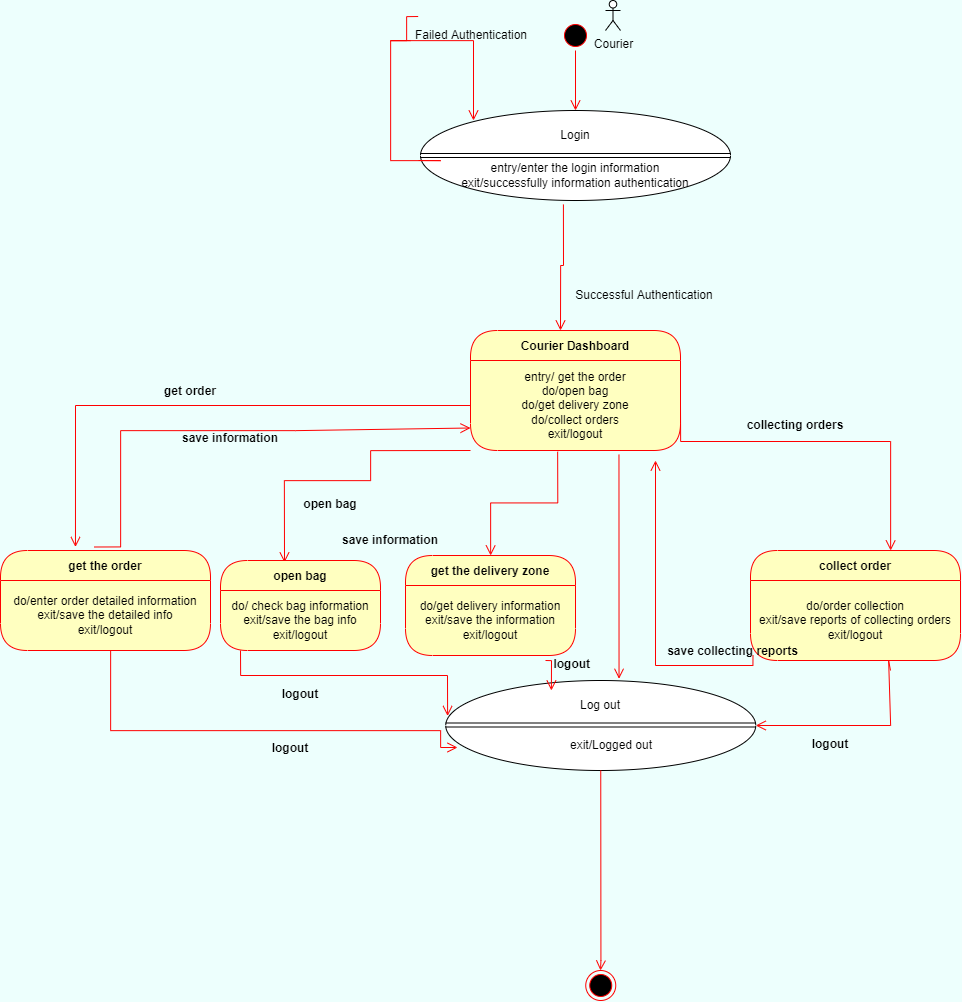 Failed Authentication
Courier
Login
entry/enter the login information
exit/successfully information authentication
Successful Authentication
Courier Dashboard
entry/ get the order
do/open bag
do/get delivery zone
do/collect orders
exit/logout
get order
save information
collecting orders
open bag
save information
get the order
do/enter order detailed information
exit/save the detailed info
exit/logout
open bag
do/ check bag information
exit/save the bag info
exit/logout
get the delivery zone
do/get delivery information
exit/save the information
exit/logout
collect order
do/order collection
exit/save reports of collecting orders
exit/logout
save collecting reports
logout
logout
Log out
exit/Logged out
logout
logout